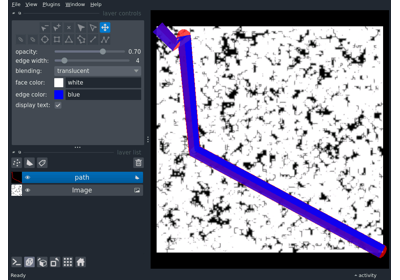 File View Plugins Window Help
layer controls
opacity: 0.70
edge width: 4
blending: translucent
face color: white
edge color: blue
display text:
layer list
path
Image
Ready
activity